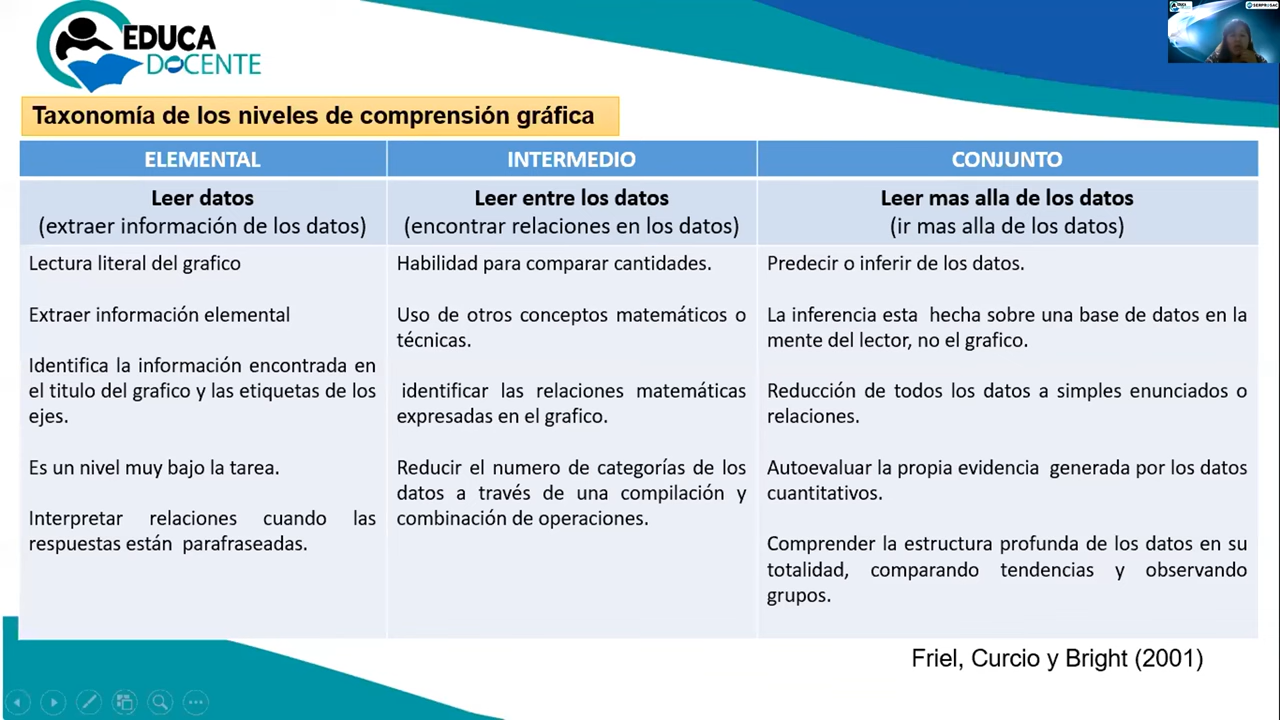 EDUCA
DOCENTE
SERPROSAC
Taxonomía de los niveles de comprensión gráfica
ELEMENTAL
INTERMEDIO
CONJUNTO
Leer datos
(extraer información de los datos)
Leer entre los datos
(encontrar relaciones en los datos)
Leer mas alla de los datos
(ir mas alla de los datos)
Lectura literal del grafico
Extraer información elemental
Identifica la información encontrada en
el titulo del grafico y las etiquetas de los
ejes.
Es un nivel muy bajo la tarea.
Interpretar relaciones cuando las
respuestas están parafraseadas.
Habilidad para comparar cantidades.
Uso de otros conceptos matemáticos o
técnicas.
identificar las relaciones matemáticas
expresadas en el grafico.
Reducir el numero de categorías de los
datos a través de una compilación y
combinación de operaciones.
Predecir o inferir de los datos.
La inferencia esta hecha sobre una base de datos en la
mente del lector, no el grafico.
Reducción de todos los datos a simples enunciados o
relaciones.
Autoevaluar la propia evidencia generada por los datos
cuantitativos.
Comprender la estructura profunda de los datos en su
totalidad, comparando tendencias y observando
grupos.
Friel, Curcio y Bright (2001)